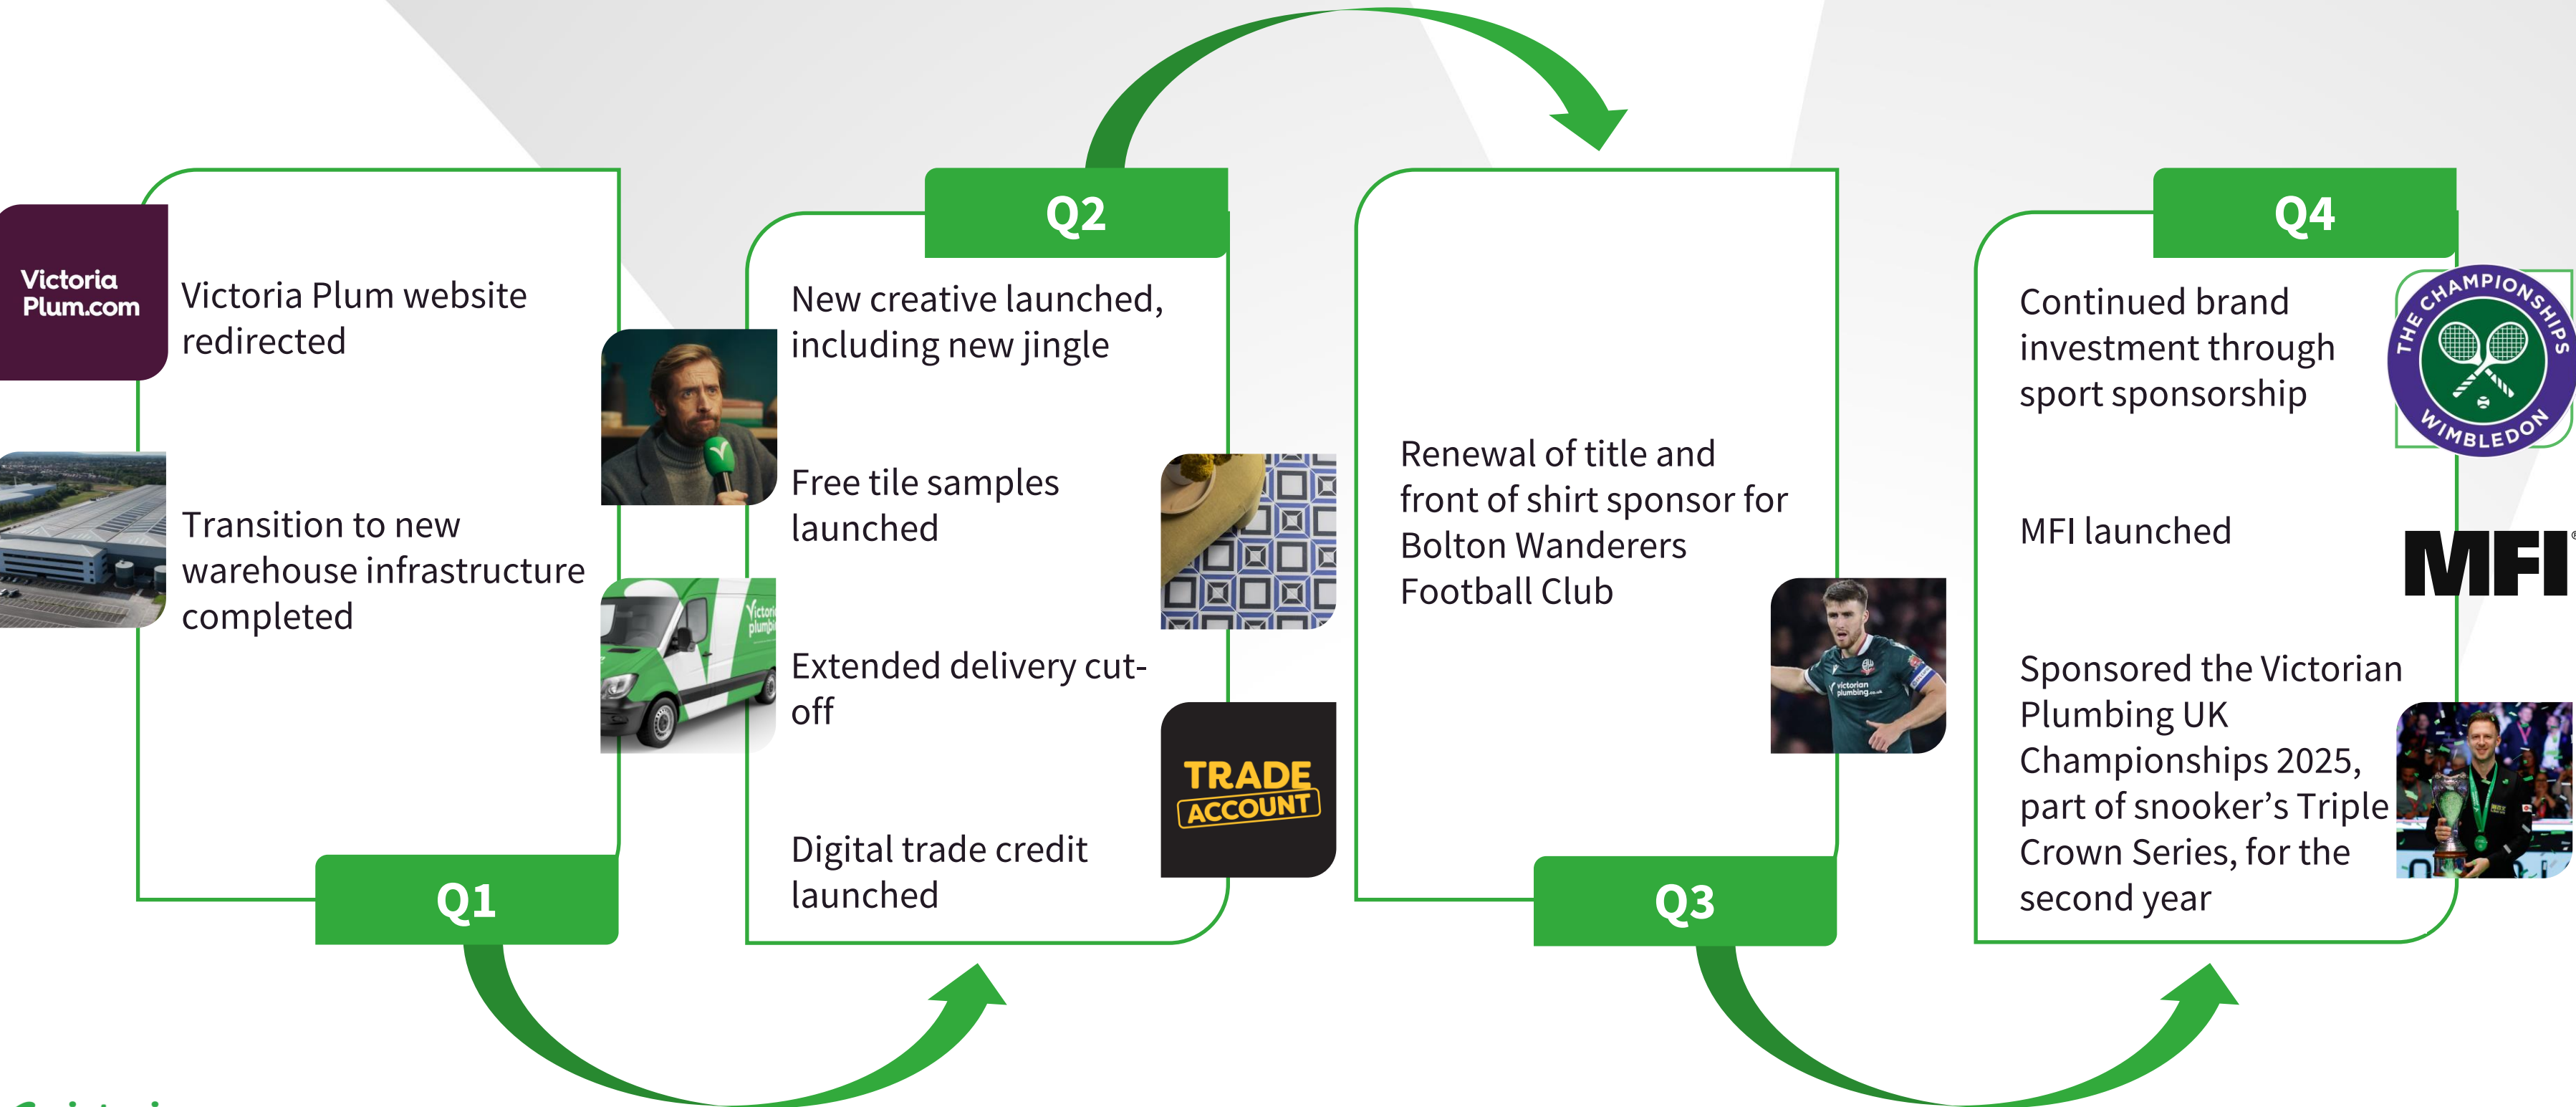 Victoria
Plum.com
Victoria Plum website
redirected
Transition to new
warehouse infrastructure
completed
Q1
Q2
New creative launched,
including new jingle
Free tile samples
launched
Extended delivery cut-
off
Digital trade credit
launched
TRADE
ACCOUNT
Renewal of title and
front of shirt sponsor for
Bolton Wanderers
Football Club
victorian
plumbing.co.uk
Q3
Q4
Continued brand
investment through
sport sponsorship
THE CHAMPIONSHIPS
WIMBLEDON
MFI launched
MFI®
Sponsored the Victorian
Plumbing UK
Championships 2025,
part of snooker’s Triple
Crown Series, for the
second year